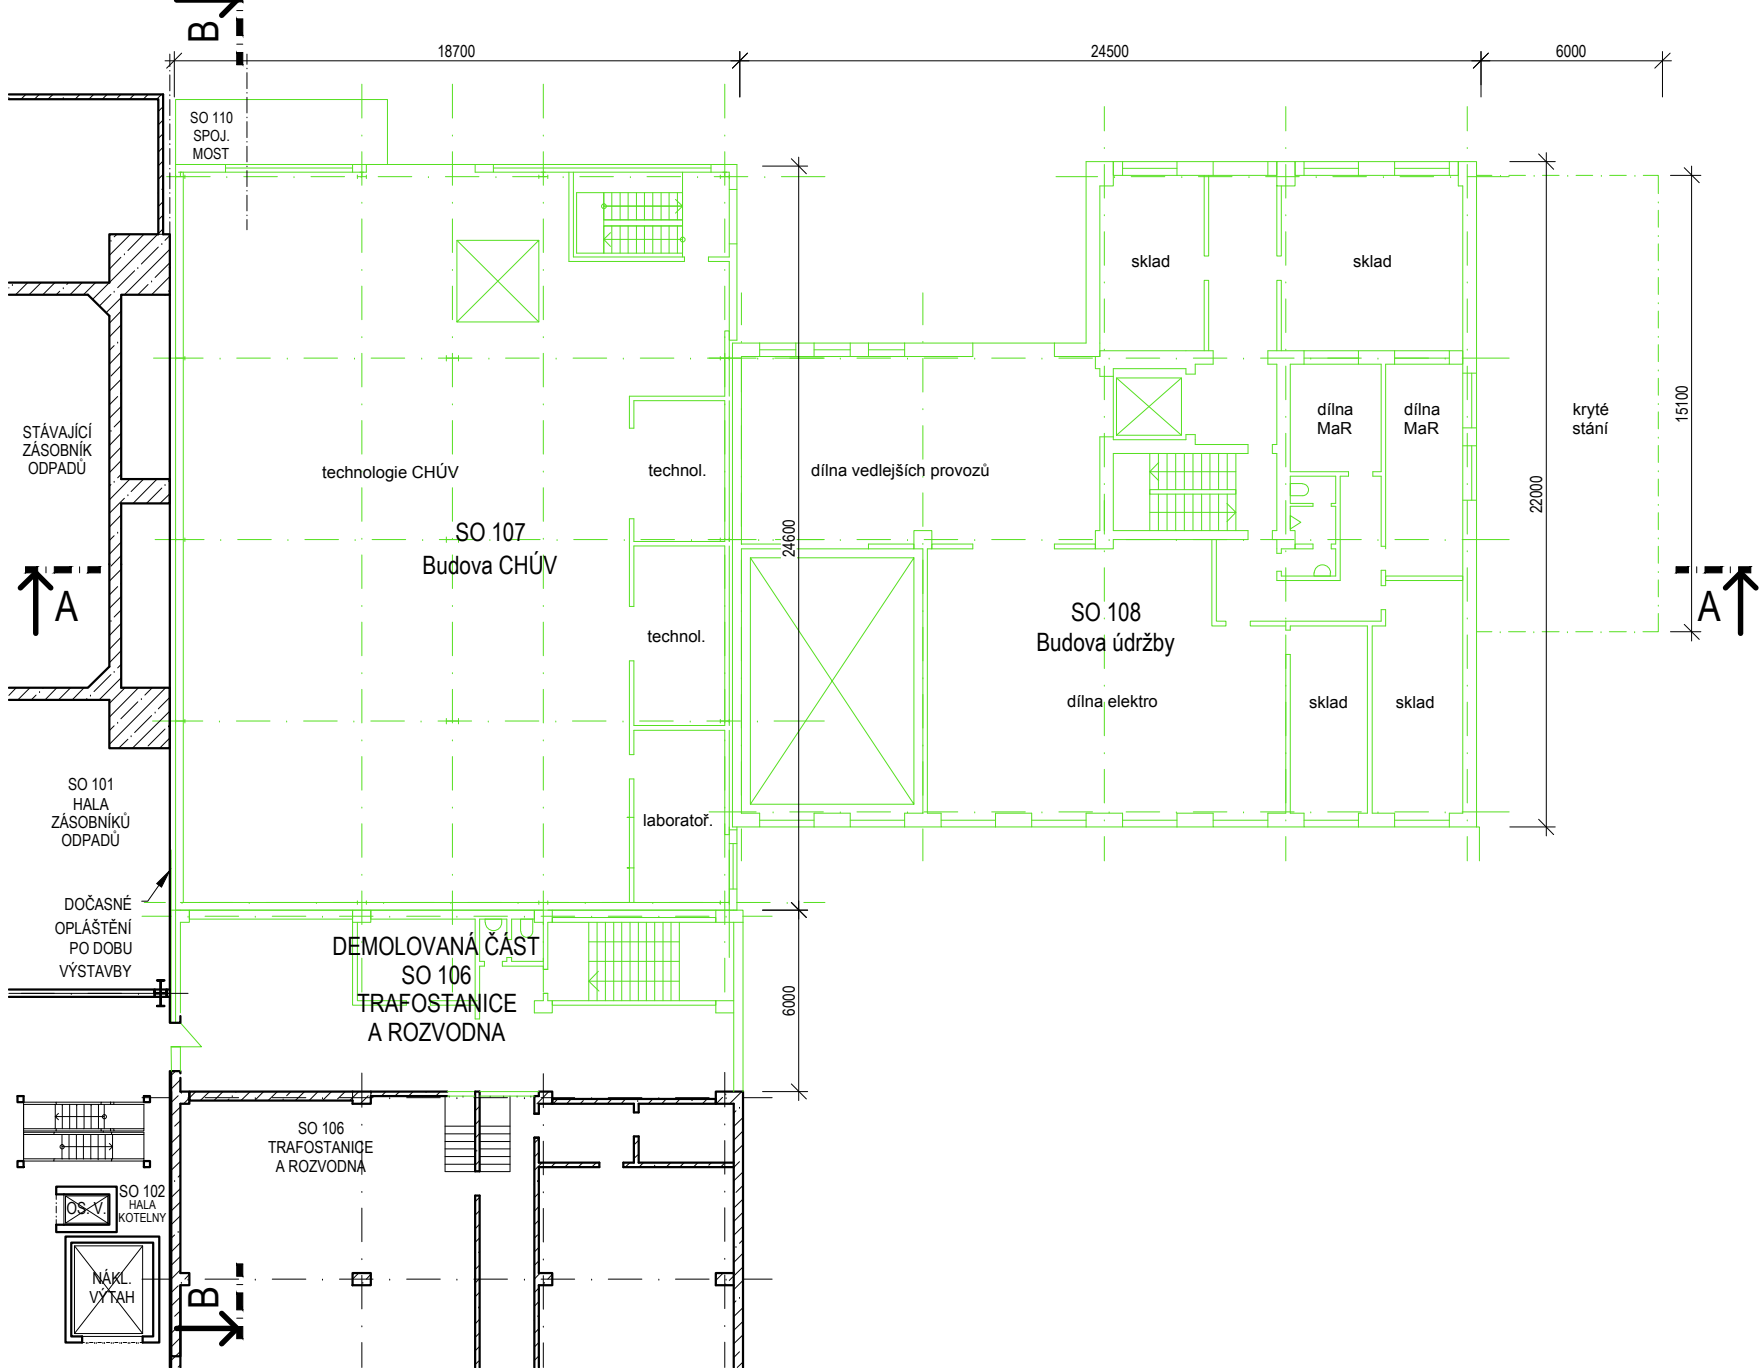 B
18700
24500
6000
SO 110
SPOJ.
MOST
sklad
sklad
STÁVAJÍCÍ
ZÁSOBNÍK
ODPADŮ
technologie CHÚV
technol.
dílna vedlejších provozů
dílna
MaR
dílna
MaR
kryté
stání
15100
22000
24600
SO 107
Budova CHÚV
A
A
technol.
SO 108
Budova údržby
dílna elektro
sklad
sklad
SO 101
HALA
ZÁSOBNÍKŮ
ODPADŮ
laboratoř.
DOČASNÉ
OPLÁŠTĚNÍ
PO DOBU
VÝSTAVBY
DEMOLOVANÁ ČÁST
SO 106
TRAFOSTANICE
A ROZVODNA
6000
SO 106
TRAFOSTANICE
A ROZVODNA
SO 102
HALA
KOTELNY
OS. V.
NÁKL.
VÝTAH
B